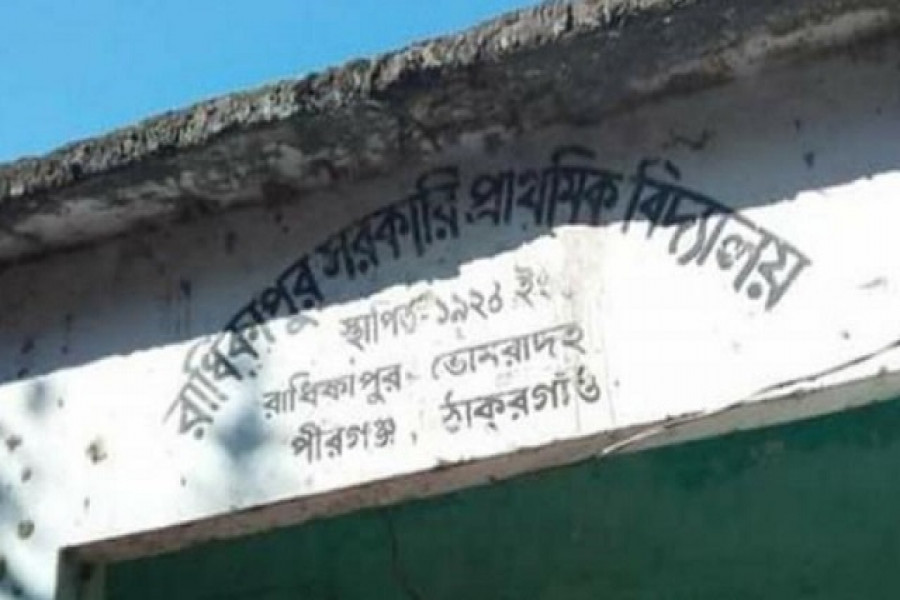 রাধিকাপুর সরকারি প্রাথমিক বিদ্যালয়
স্থাপিত- ১৯২৪ ইং
রাধিকাপুর- ভোমরাদহ
পীরগঞ্জ, ঠাকুরগাঁও